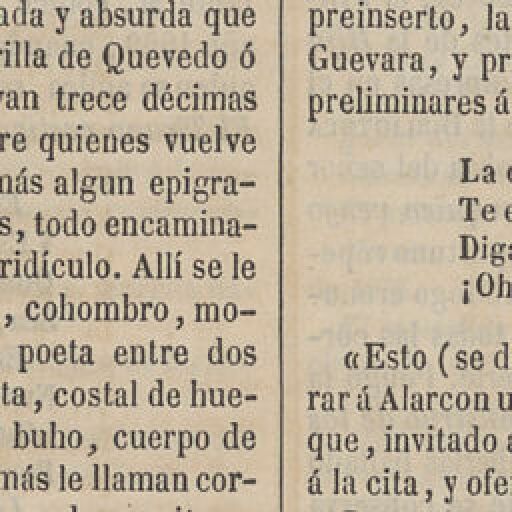 ada y absurda que
rilla de Quevedo ó
van trece décimas
re quienes vuelve
más algun epigra-
s, todo encamina-
ridículo. Allí se le
, cohombro, mo-
poeta entre dos
ta, costal de hue-
buho, cuerpo de
más le llaman cor-
preinserto, la
Guevara, y pr
preliminares á
La
Te e
Diga
¡Oh
«Esto (se d
rar á Alarcon u
que, invitado a
á la cita, y ofe